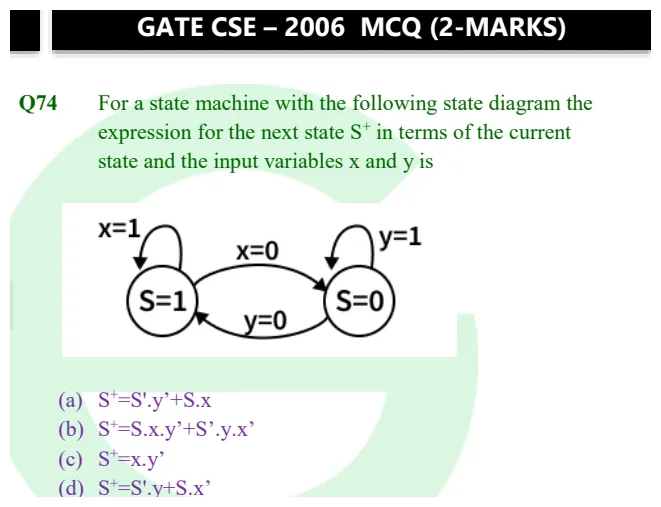 GATE CSE – 2006 MCQ (2-MARKS)
Q74 For a state machine with the following state diagram the
expression for the next state S⁺ in terms of the current
state and the input variables x and y is
x=1
x=0
y=1
S=1
S=0
y=0
(a) S⁺=S'.y’+S.x
(b) S⁺=S.x.y’+S’.y.x’
(c) S⁺=x.y’
(d) S⁺=S'.y+S.x’